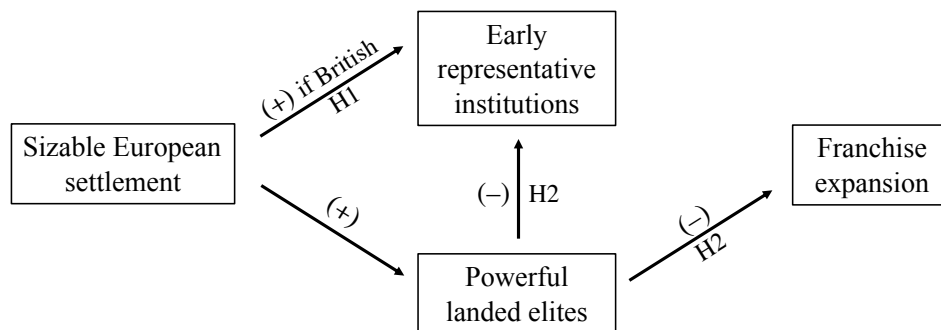 Early
representative
institutions
(+) if British
H1
Sizable European
settlement
Franchise
expansion
(–)
H2
(+)
(–)
H2
Powerful
landed elites